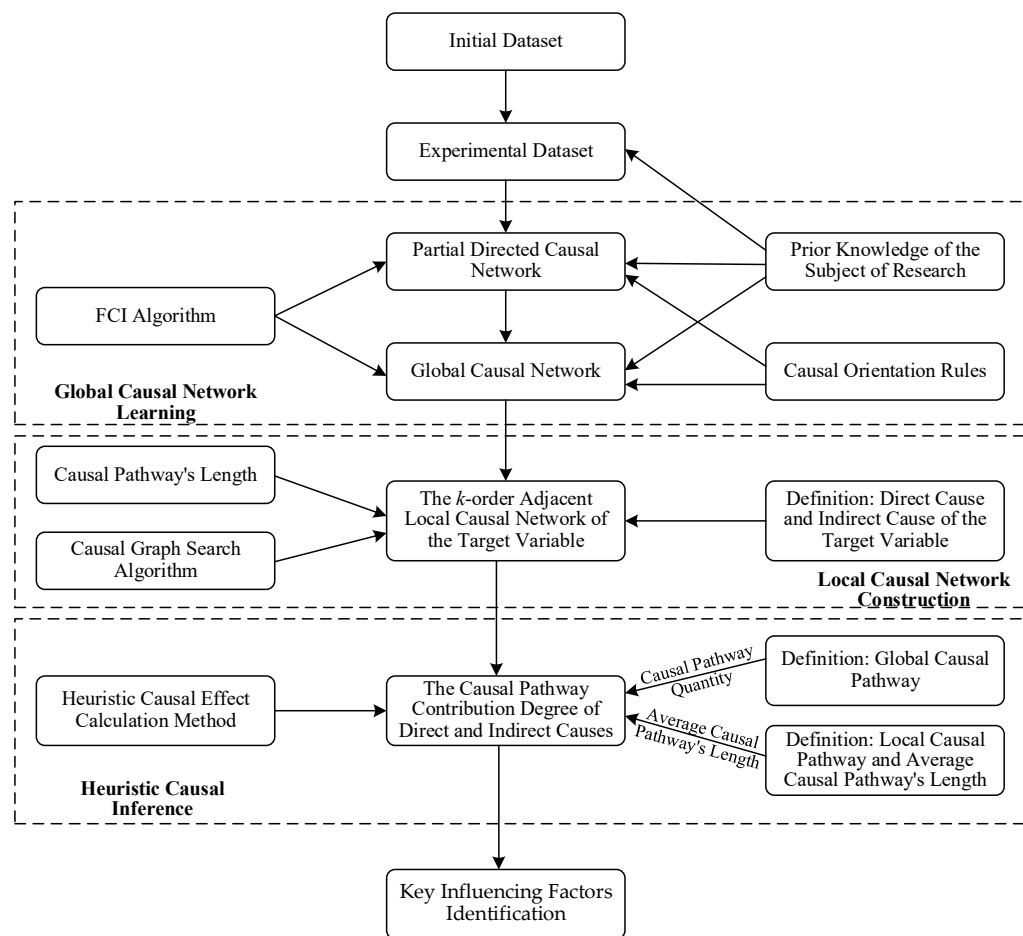 Initial Dataset
Experimental Dataset
Partial Directed Causal
Network
Prior Knowledge of the
Subject of Research
FCI Algorithm
Global Causal Network
Causal Orientation Rules
Global Causal Network
Learning
Causal Pathway's Length
The k-order Adjacent
Local Causal Network of
the Target Variable
Definition: Direct Cause
and Indirect Cause of the
Target Variable
Causal Graph Search
Algorithm
Local Causal Network
Construction
Causal Pathway
Quantity
Definition: Global Causal
Pathway
Heuristic Causal Effect
Calculation Method
The Causal Pathway
Contribution Degree of
Direct and Indirect Causes
Average Causal
Pathway's Length
Definition: Local Causal
Pathway and Average
Causal Pathway's Length
Heuristic Causal
Inference
Key Influencing Factors
Identification